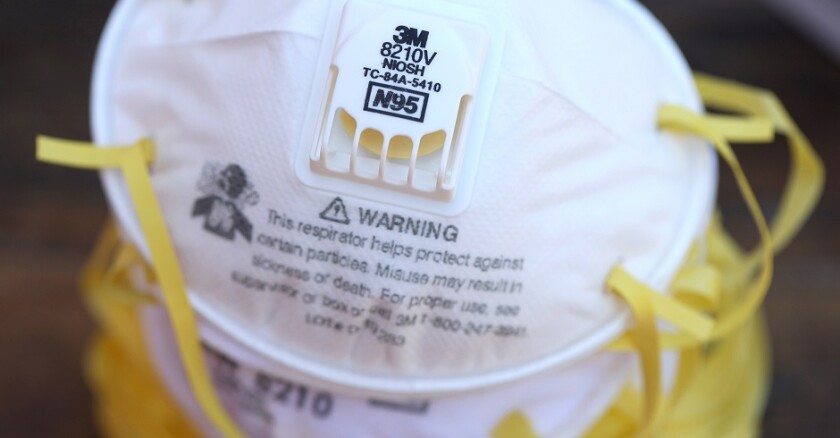 3M
8210V
NIOSH
TC-84A-5410
N95
WARNING
This respirator helps protect against
certain particles. Misuse may result in
sickness or death. For proper use, see
supervisor or box or call 3M 1-800-247-3941.
LOT#
8210